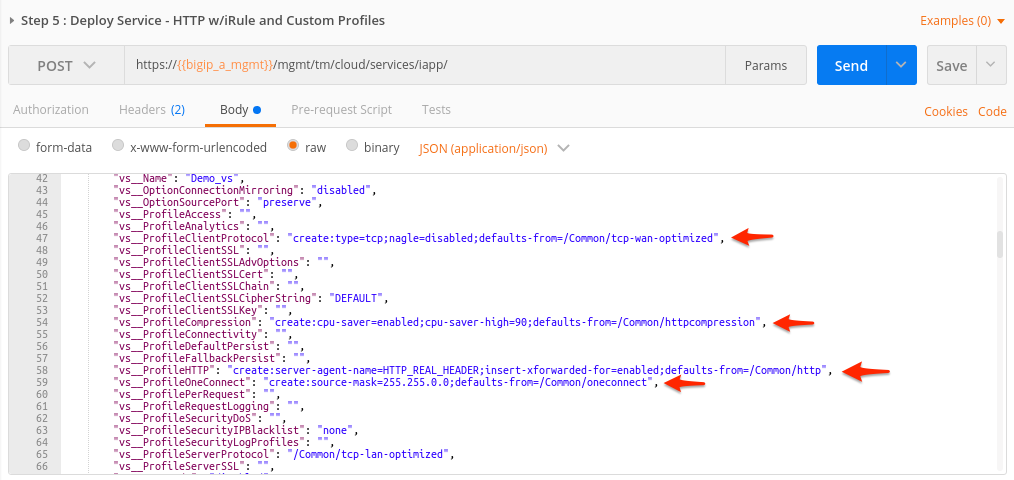 Step 5 : Deploy Service - HTTP w/iRule and Custom Profiles Examples (0)
POST https://{{bigip_a_mgmt}}/mgmt/tm/cloud/services/iapp/ Params Send Save
Authorization Headers (2) Body Pre-request Script Tests Cookies Code
form-data x-www-form-urlencoded raw binary JSON (application/json)
42 "vs__Name": "Demo_vs",
43 "vs__OptionConnectionMirroring": "disabled",
44 "vs__OptionSourcePort": "preserve",
45 "vs__ProfileAccess": "",
46 "vs__ProfileAnalytics": "",
47 "vs__ProfileClientProtocol": "create:type=tcp;nagle=disabled;defaults-from=/Common/tcp-wan-optimized",
48 "vs__ProfileClientSSL": "",
49 "vs__ProfileClientSSLAdvOptions": "",
50 "vs__ProfileClientSSLCert": "",
51 "vs__ProfileClientSSLChain": "",
52 "vs__ProfileClientSSLCipherString": "DEFAULT",
53 "vs__ProfileClientSSLKey": "",
54 "vs__ProfileCompression": "create:cpu-saver=enabled;cpu-saver-high=90;defaults-from=/Common/httpcompression",
55 "vs__ProfileConnectivity": "",
56 "vs__ProfileDefaultPersist": "",
57 "vs__ProfileFallbackPersist": "",
58 "vs__ProfileHTTP": "create:server-agent-name=HTTP_REAL_HEADER;insert-xforwarded-for=enabled;defaults-from=/Common/http",
59 "vs__ProfileOneConnect": "create:source-mask=255.255.0.0;defaults-from=/Common/oneconnect",
60 "vs__ProfilePerRequest": "",
61 "vs__ProfileRequestLogging": "",
62 "vs__ProfileSecurityDoS": "",
63 "vs__ProfileSecurityIPBlacklist": "none",
64 "vs__ProfileSecurityLogProfiles": "",
65 "vs__ProfileServerProtocol": "/Common/tcp-lan-optimized",
66 "vs__ProfileServerSSL": "",